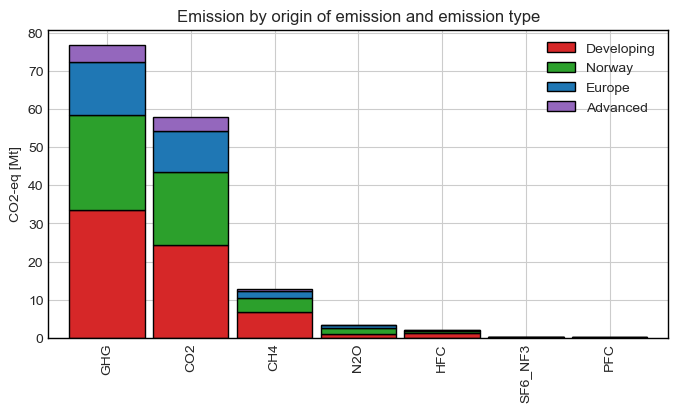 Emission by origin of emission and emission type
CO2-eq [Mt]
80
70
60
50
40
30
20
10
0
Developing
Norway
Europe
Advanced
GHG
CO2
CH4
N2O
HFC
SF6_NF3
PFC